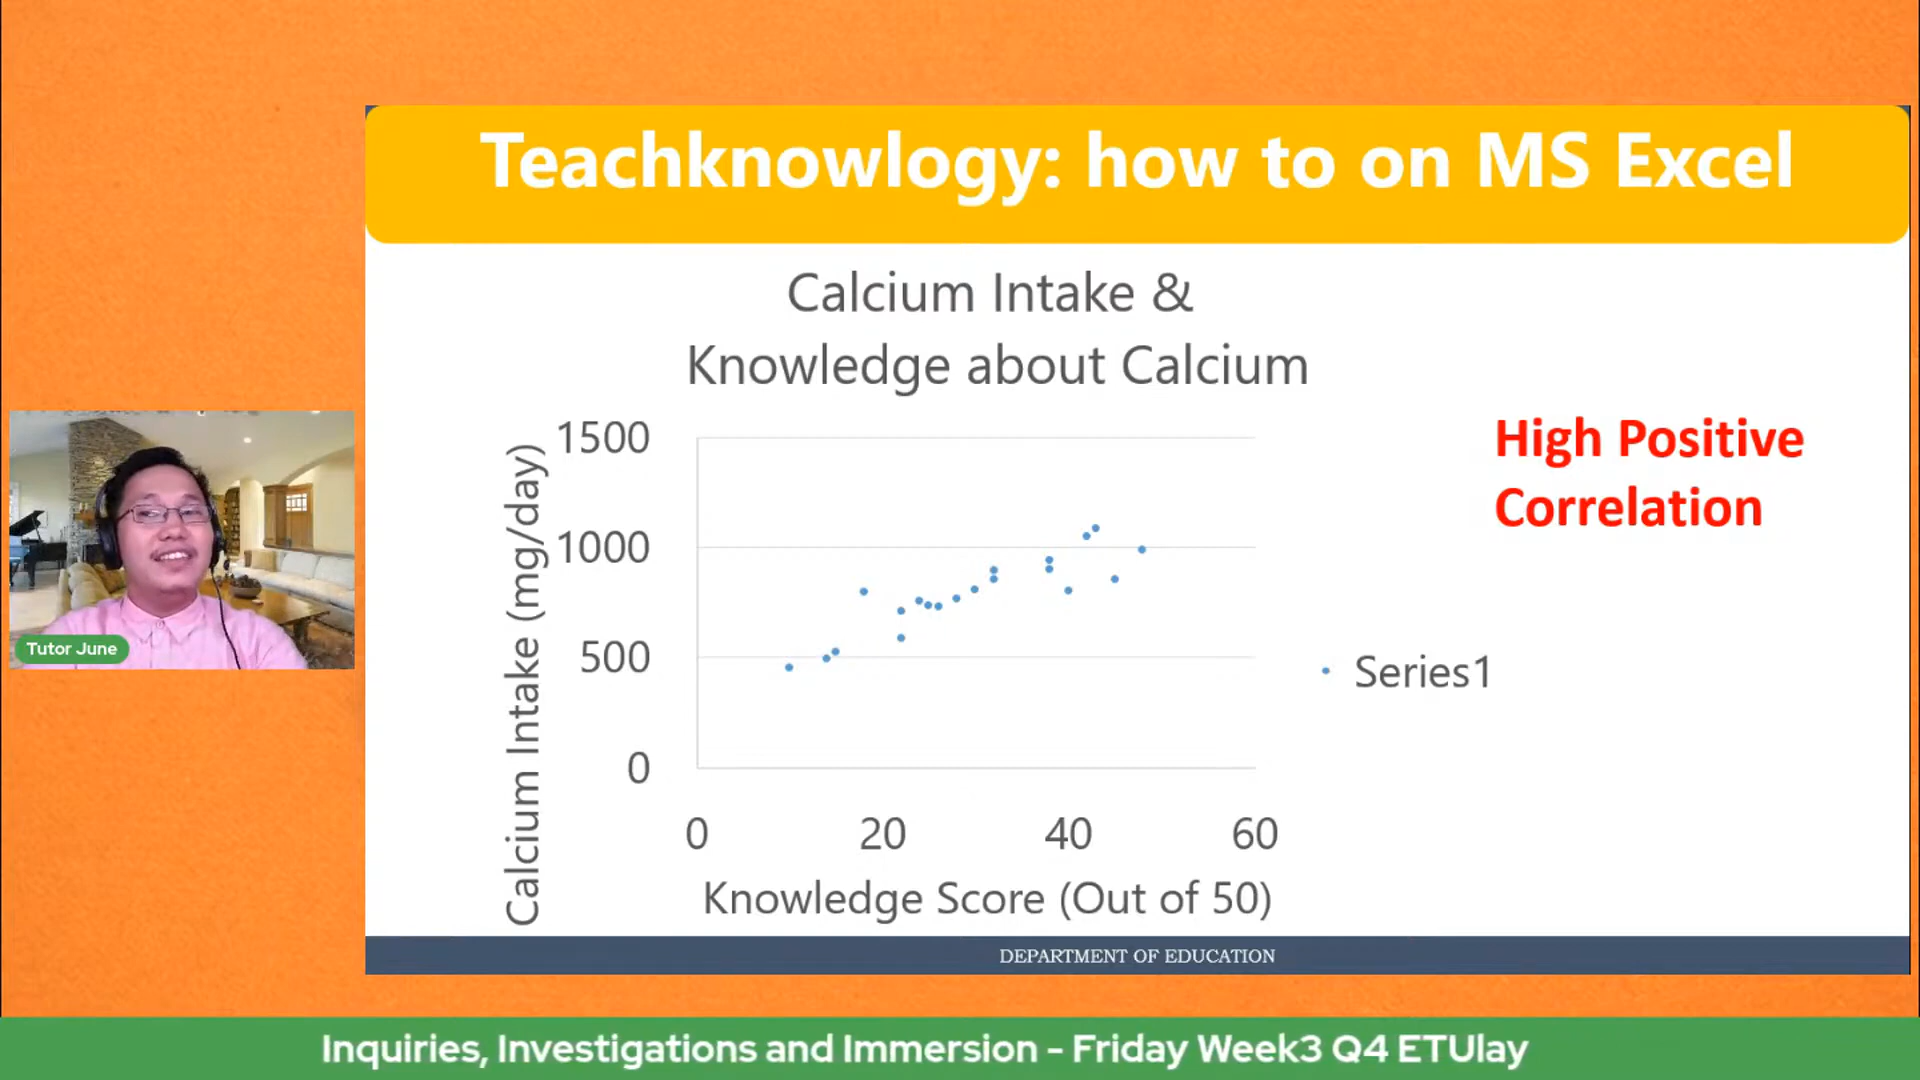 Teachknowlogy: how to on MS Excel
Calcium Intake &
Knowledge about Calcium
High Positive
Correlation
Calcium Intake (mg/day)
1500
1000
500
0
0 20 40 60
Knowledge Score (Out of 50)
Series1
Tutor June
DEPARTMENT OF EDUCATION
Inquiries, Investigations and Immersion - Friday Week3 Q4 ETUlay